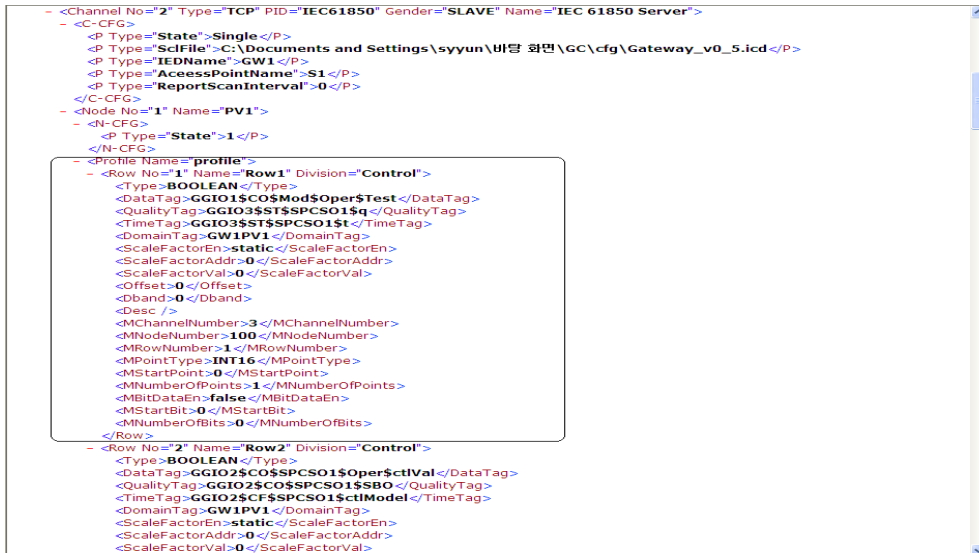 - <Channel No="2" Type="TCP" PID="IEC61850" Gender="SLAVE" Name="IEC 61850 Server">
- <C-CFG>
<P Type="State">Single</P>
<P Type="SclFile">C:\Documents and Settings\syyun\바탕 화면\GC\cfg\Gateway_v0_5.icd</P>
<P Type="IEDName">GW1</P>
<P Type="AceessPointName">S1</P>
<P Type="ReportScanInterval">0</P>
</C-CFG>
- <Node No="1" Name="PV1">
- <N-CFG>
<P Type="State">1</P>
</N-CFG>
- <Profile Name="profile">
- <Row No="1" Name="Row1" Division="Control">
<Type>BOOLEAN</Type>
<DataTag>GGIO1$CO$Mod$Oper$Test</DataTag>
<QualityTag>GGIO3$ST$SPCSO1$q</QualityTag>
<TimeTag>GGIO3$ST$SPCSO1$t</TimeTag>
<DomainTag>GW1PV1</DomainTag>
<ScaleFactorEn>static</ScaleFactorEn>
<ScaleFactorAddr>0</ScaleFactorAddr>
<ScaleFactorVal>0</ScaleFactorVal>
<Offset>0</Offset>
<Dband>0</Dband>
<Desc />
<MChannelNumber>3</MChannelNumber>
<MNodeNumber>100</MNodeNumber>
<MRowNumber>1</MRowNumber>
<MPointType>INT16</MPointType>
<MStartPoint>0</MStartPoint>
<MNumberOfPoints>1</MNumberOfPoints>
<MBitDataEn>false</MBitDataEn>
<MStartBit>0</MStartBit>
<MNumberOfBits>0</MNumberOfBits>
</Row>
- <Row No="2" Name="Row2" Division="Control">
<Type>BOOLEAN</Type>
<DataTag>GGIO2$CO$SPCSO1$Oper$ctlVal</DataTag>
<QualityTag>GGIO2$CO$SPCSO1$SBO</QualityTag>
<TimeTag>GGIO2$CF$SPCSO1$ctlModel</TimeTag>
<DomainTag>GW1PV1</DomainTag>
<ScaleFactorEn>static</ScaleFactorEn>
<ScaleFactorAddr>0</ScaleFactorAddr>
<ScaleFactorVal>0</ScaleFactorVal>